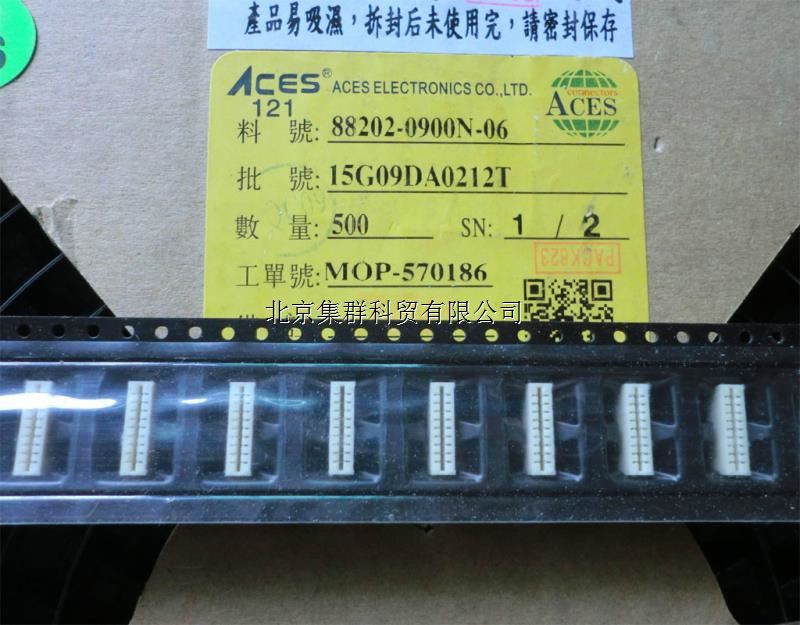 產品易吸濕，拆封后未使用完，請密封保存
ACES® ACES ELECTRONICS CO.,LTD.
connectors
ACES
121
料 號: 88202-0900N-06
批 號: 15G09DA0212T
數 量: 500 SN: 1 / 2
PACK823
工單號: MOP-570186
北京集群科贸有限公司